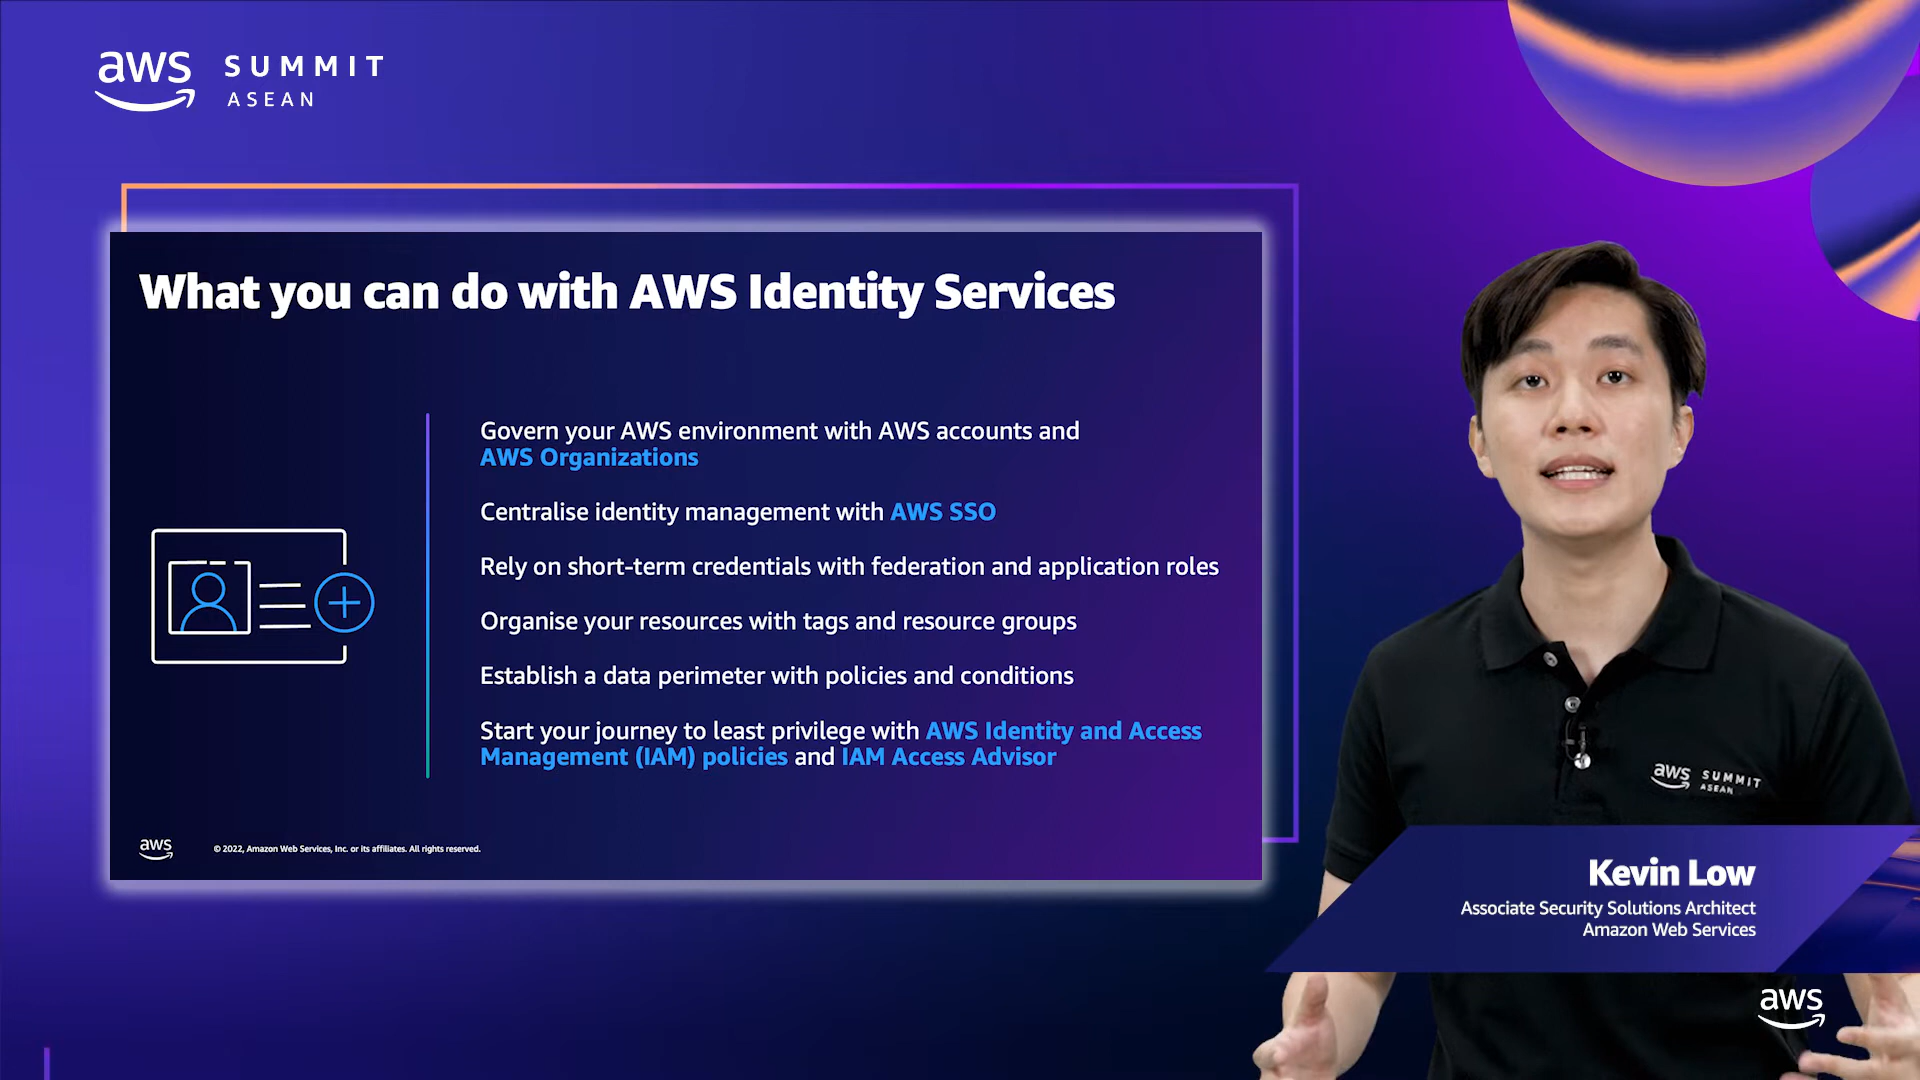 aws SUMMIT
ASEAN
What you can do with AWS Identity Services
Govern your AWS environment with AWS accounts and
AWS Organizations
Centralise identity management with AWS SSO
Rely on short-term credentials with federation and application roles
Organise your resources with tags and resource groups
Establish a data perimeter with policies and conditions
Start your journey to least privilege with AWS Identity and Access
Management (IAM) policies and IAM Access Advisor
aws
© 2022, Amazon Web Services, Inc. or its affiliates. All rights reserved.
aws SUMMIT
ASEAN
Kevin Low
Associate Security Solutions Architect
Amazon Web Services
aws